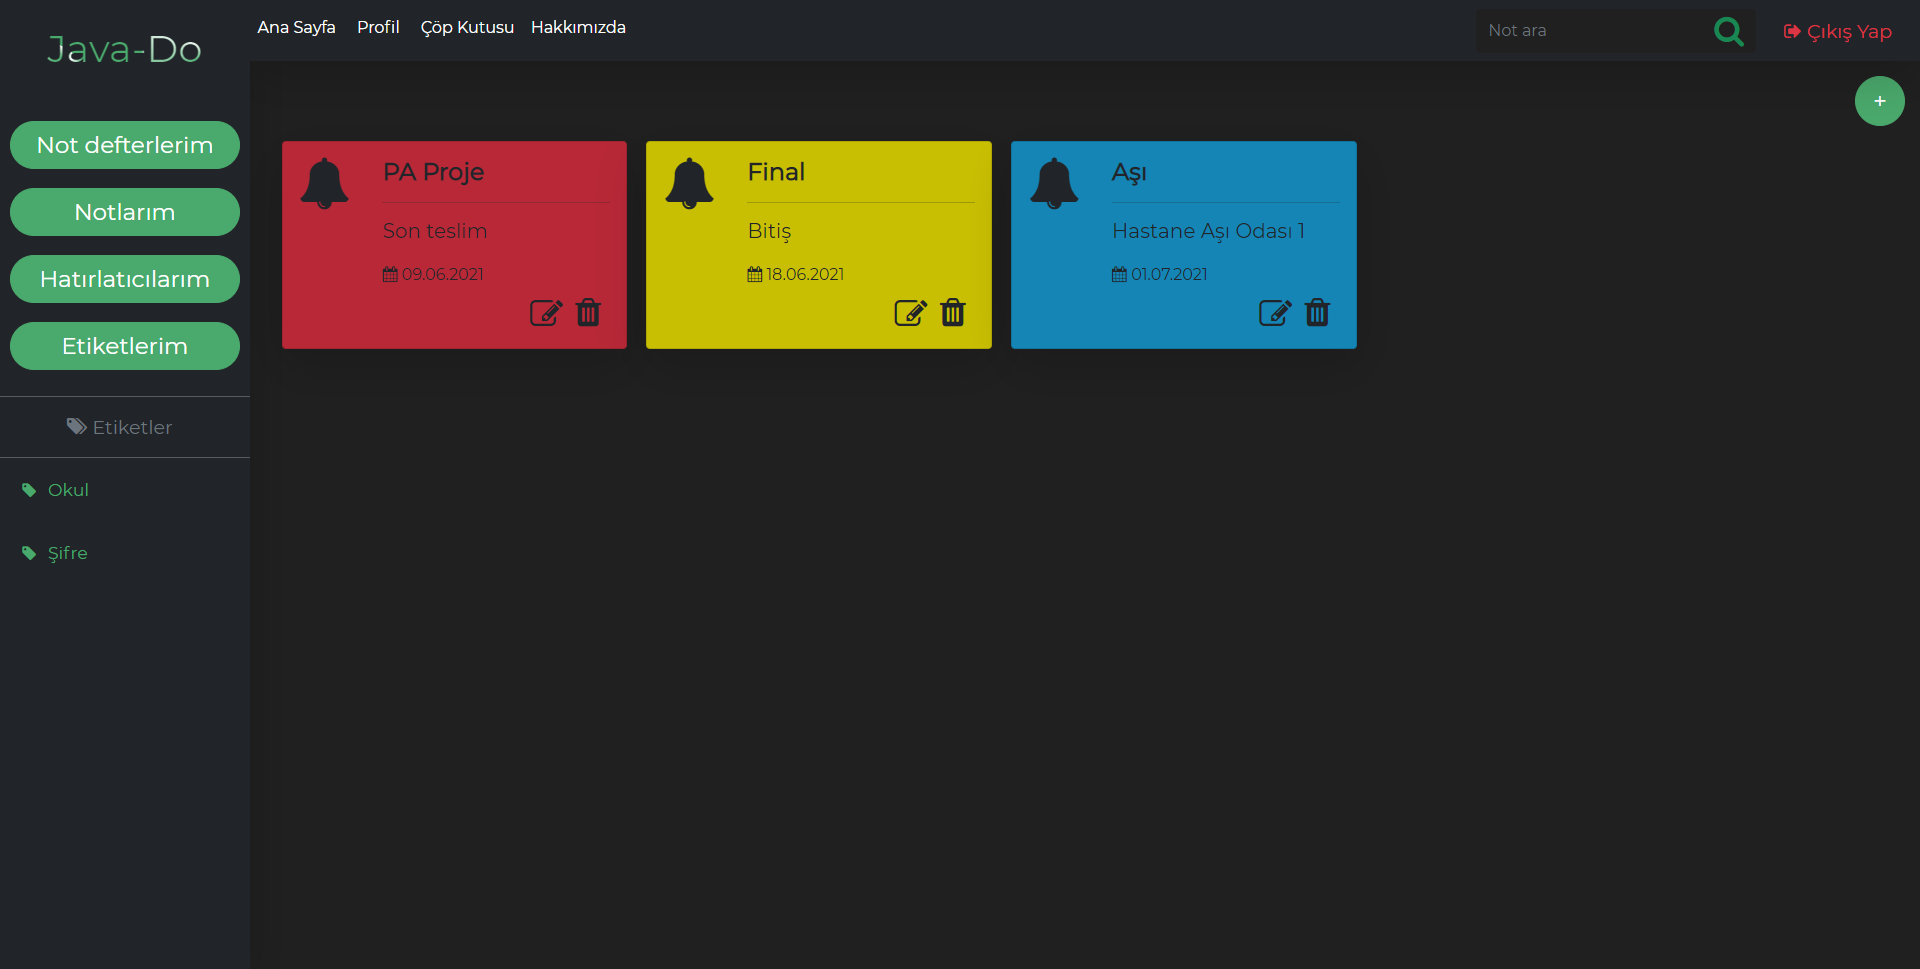 Java-Do
Ana Sayfa Profil Çöp Kutusu Hakkımızda
Not ara
Çıkış Yap
+
Not defterlerim
Notlarım
Hatırlatıcılarım
Etiketlerim
Etiketler
Okul
Şifre
PA Proje
Son teslim
09.06.2021
Final
Bitiş
18.06.2021
Aşı
Hastane Aşı Odası 1
01.07.2021